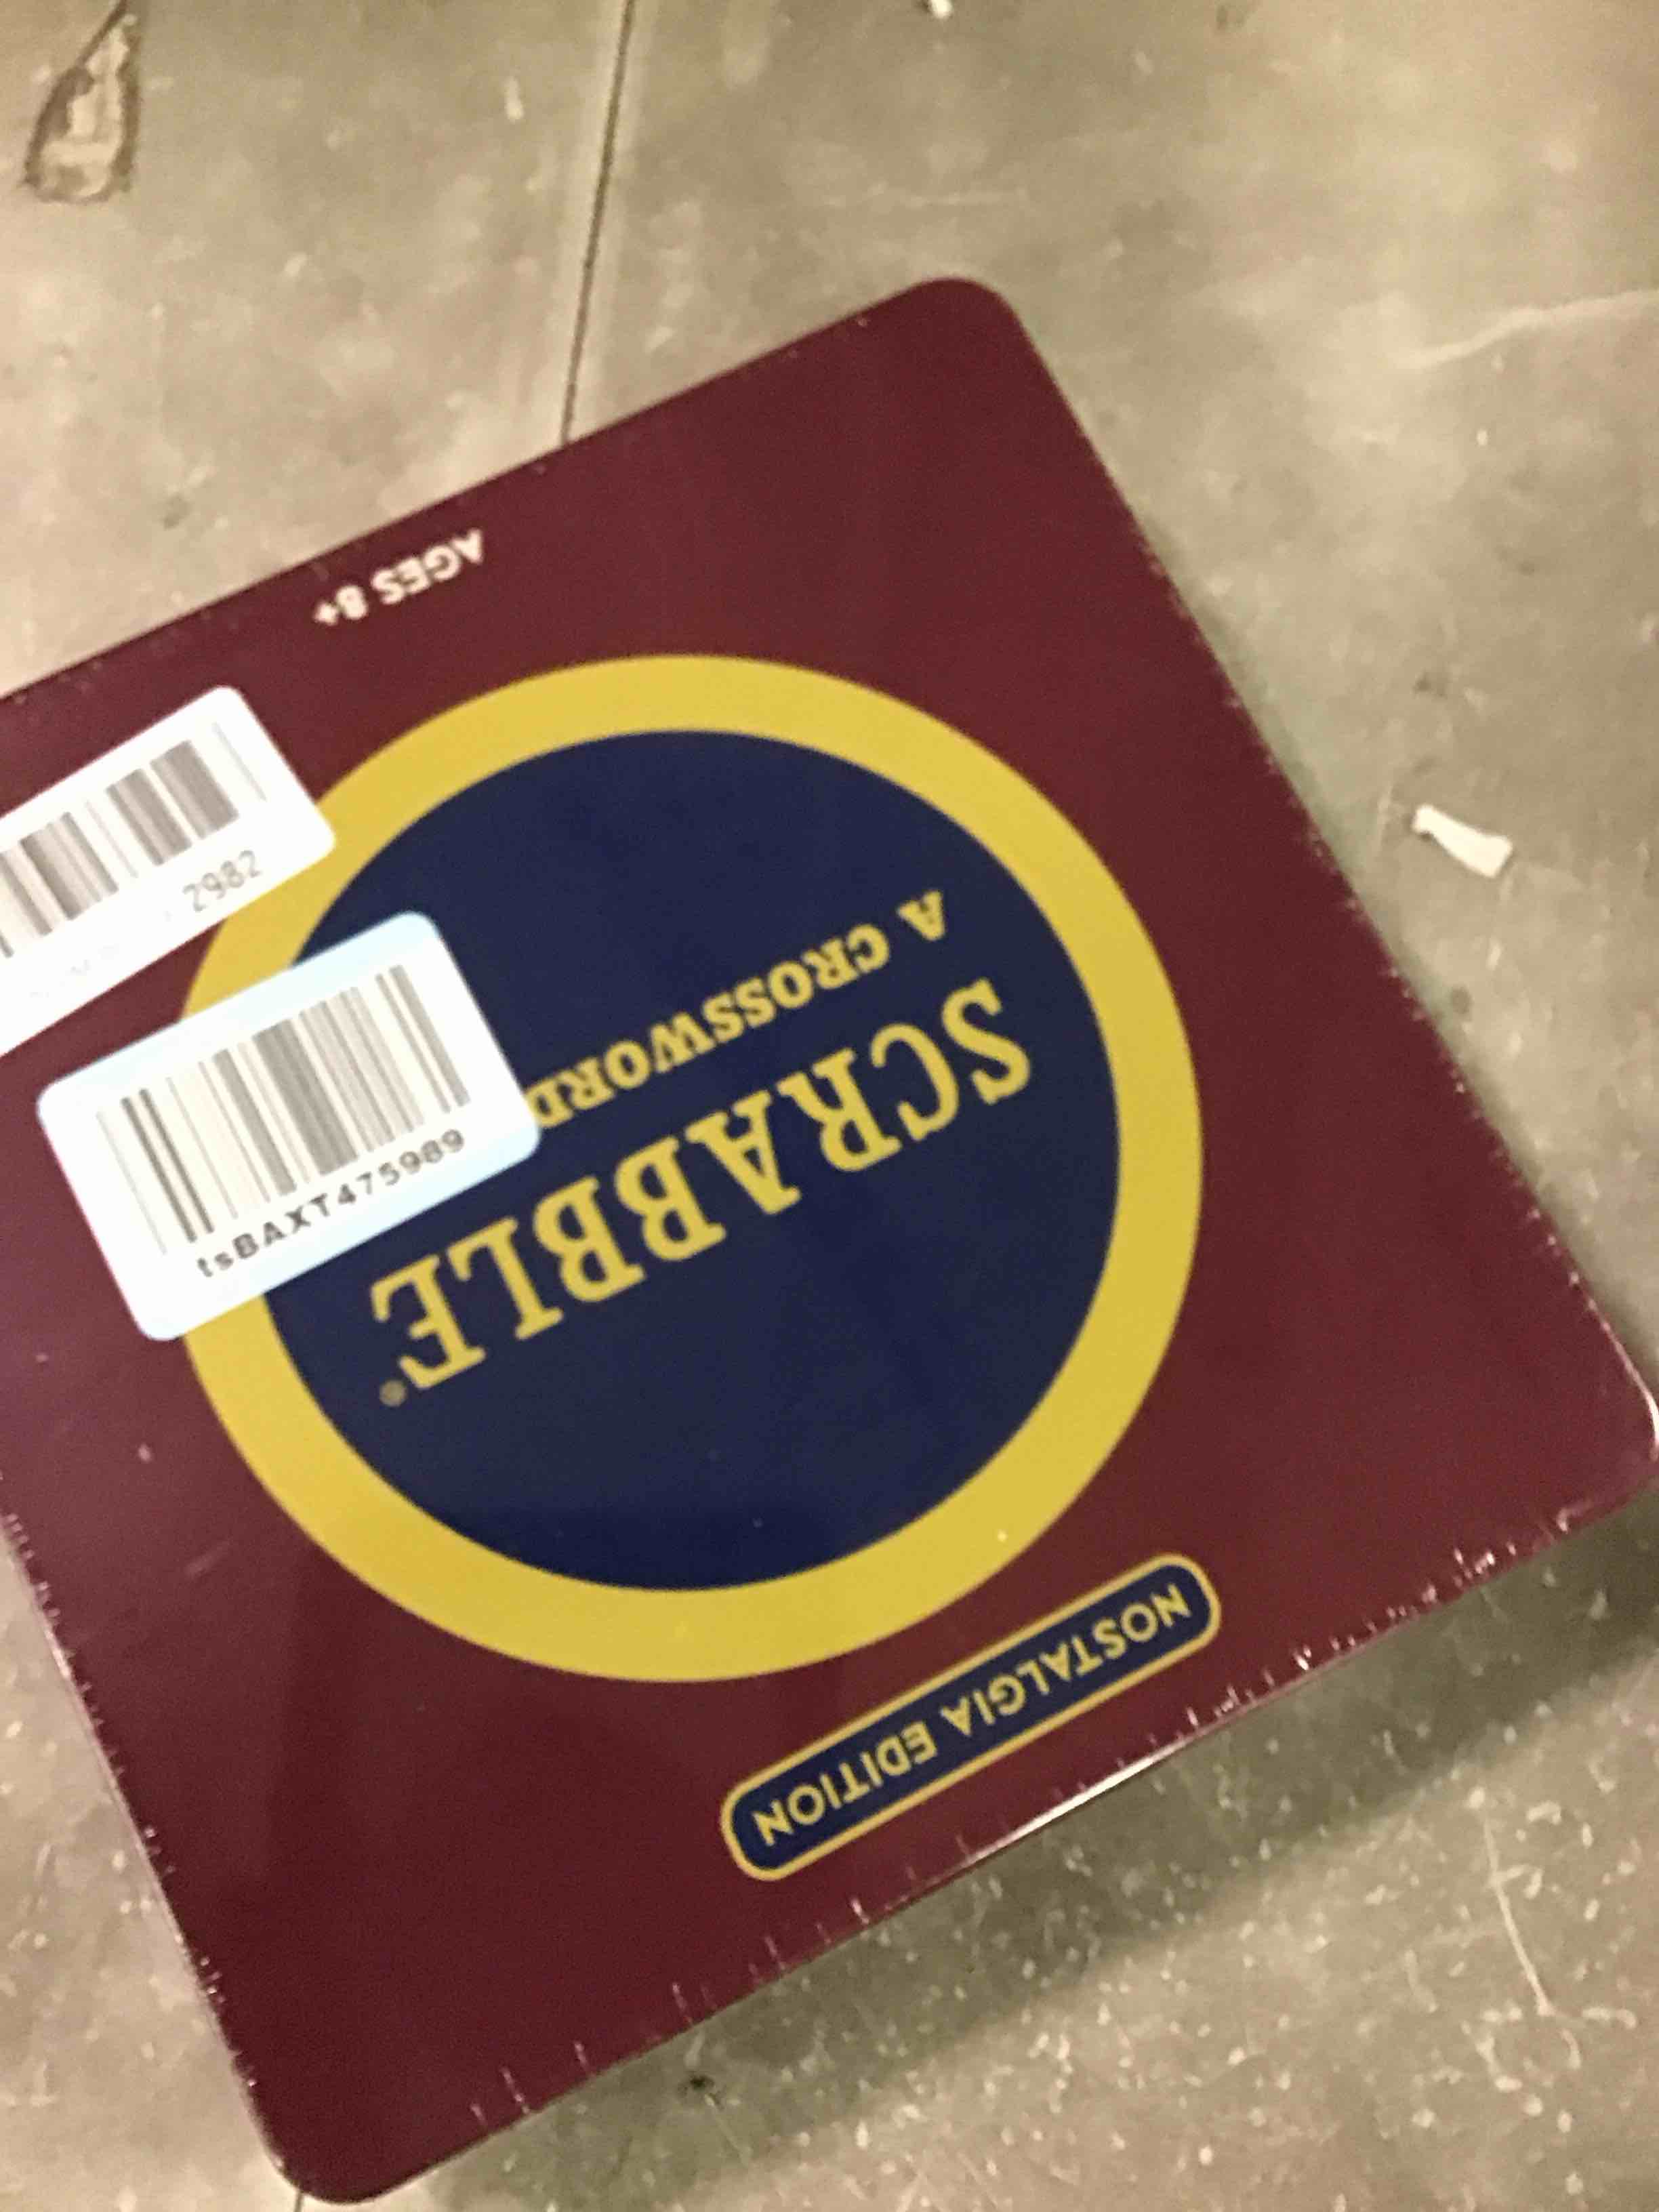 NOSTALGIA EDITION
SCRABBLE®
A CROSSWORD
AGES 8+
2982
tsBAXT475989